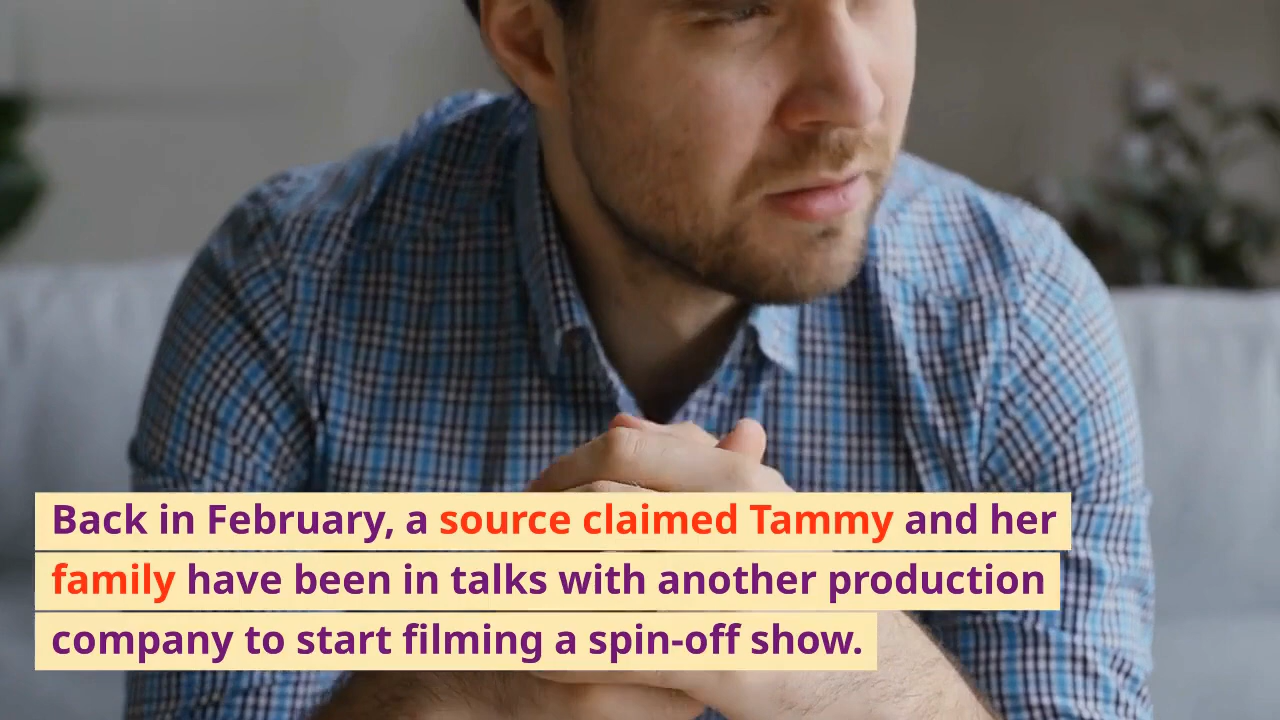 Back in February, a source claimed Tammy and her
family have been in talks with another production
company to start filming a spin-off show.